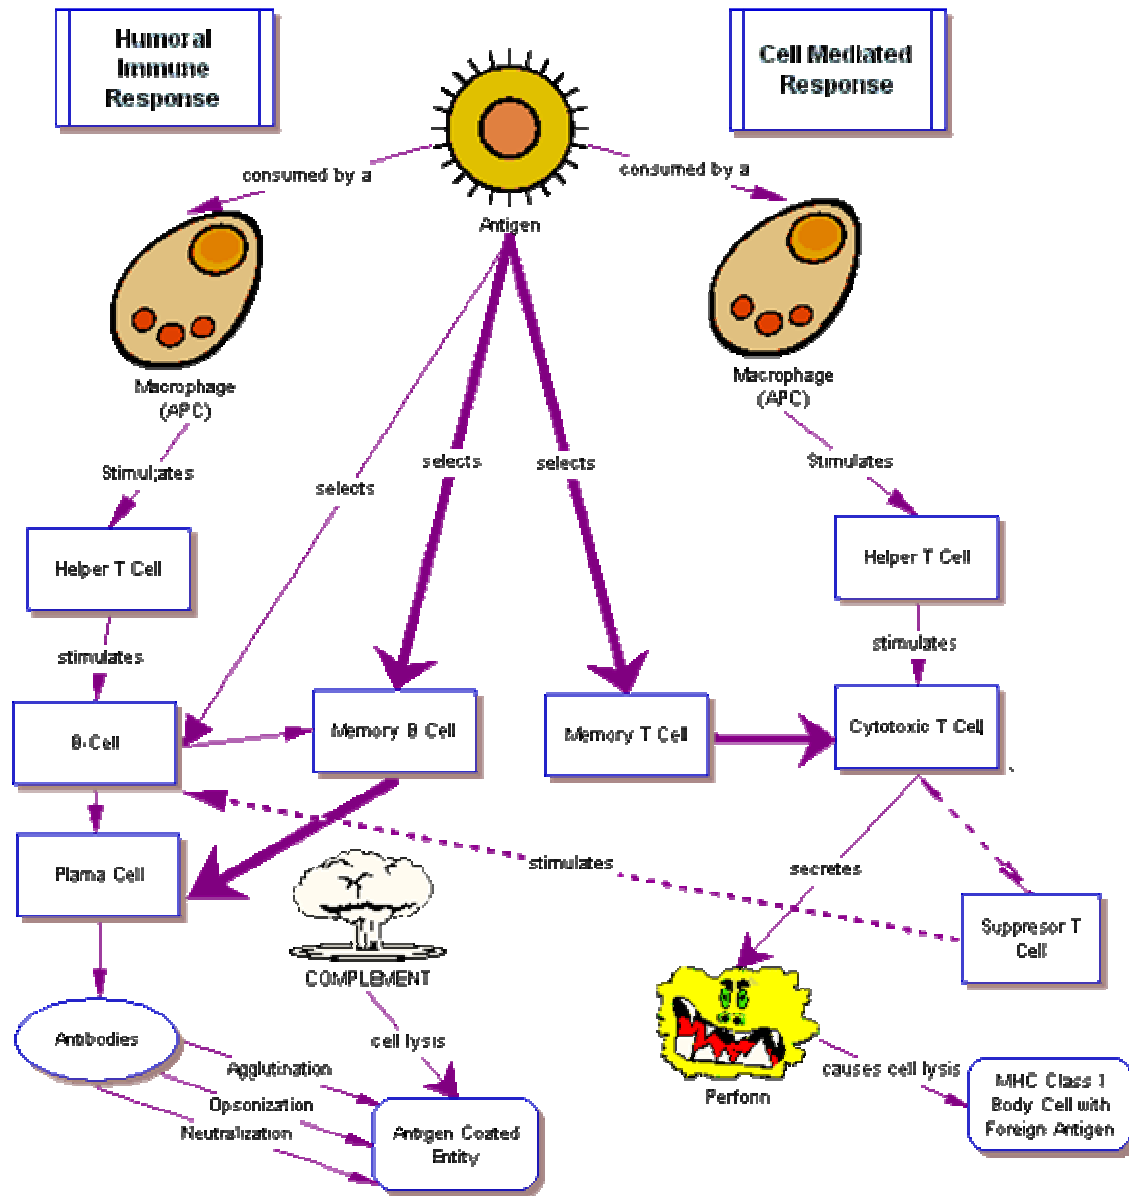 Humoral
Immune
Response
Cell Mediated
Response
consumed by a
consumed by a
Antigen
Macrophage
(APC)
Macrophage
(APC)
selects
selects
selects
Stimulates
Stimulates
Helper T Cell
Helper T Cell
stimulates
stimulates
B-Cell
Memory B Cell
Memory T Cell
Cytotoxic T Cell
Plama Cell
stimulates
secretes
Suppresor T
Cell
COMPLEMENT
Antibodies
cell lysis
Agglutination
Opsonization
Neutralization
Antigen Coated
Entity
Perforin
causes cell lysis
MHC Class 1
Body Cell with
Foreign Antigen